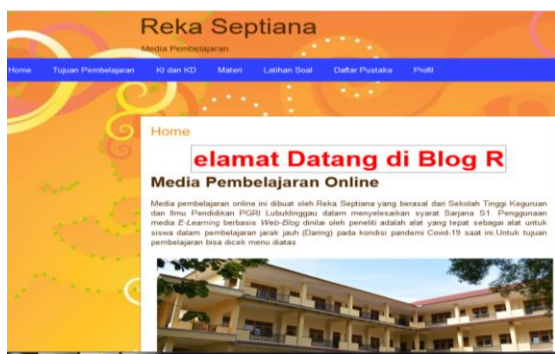 Reka Septiana
Media Pembelajaran
Home Tujuan Pembelajaran KI dan KD Materi Latihan Soal Daftar Pustaka Profil
Home
elamat Datang di Blog R
Media Pembelajaran Online
Media pembelajaran online ini dibuat oleh Reka Septiana yang berasal dari Sekolah Tinggi Keguruan
dan Ilmu Pendidikan PGRI Lubuklinggau dalam menyelesaikan syarat Sarjana S1. Penggunaan
media E-Learning berbasis Web-Blog dinilai oleh peneliti adalah alat yang tepat sebagai alat untuk
siswa dalam pembelajaran jarak jauh (Daring) pada kondisi pandemi Covid-19 saat ini.Untuk tujuan
pembelajaran bisa dicek menu diatas